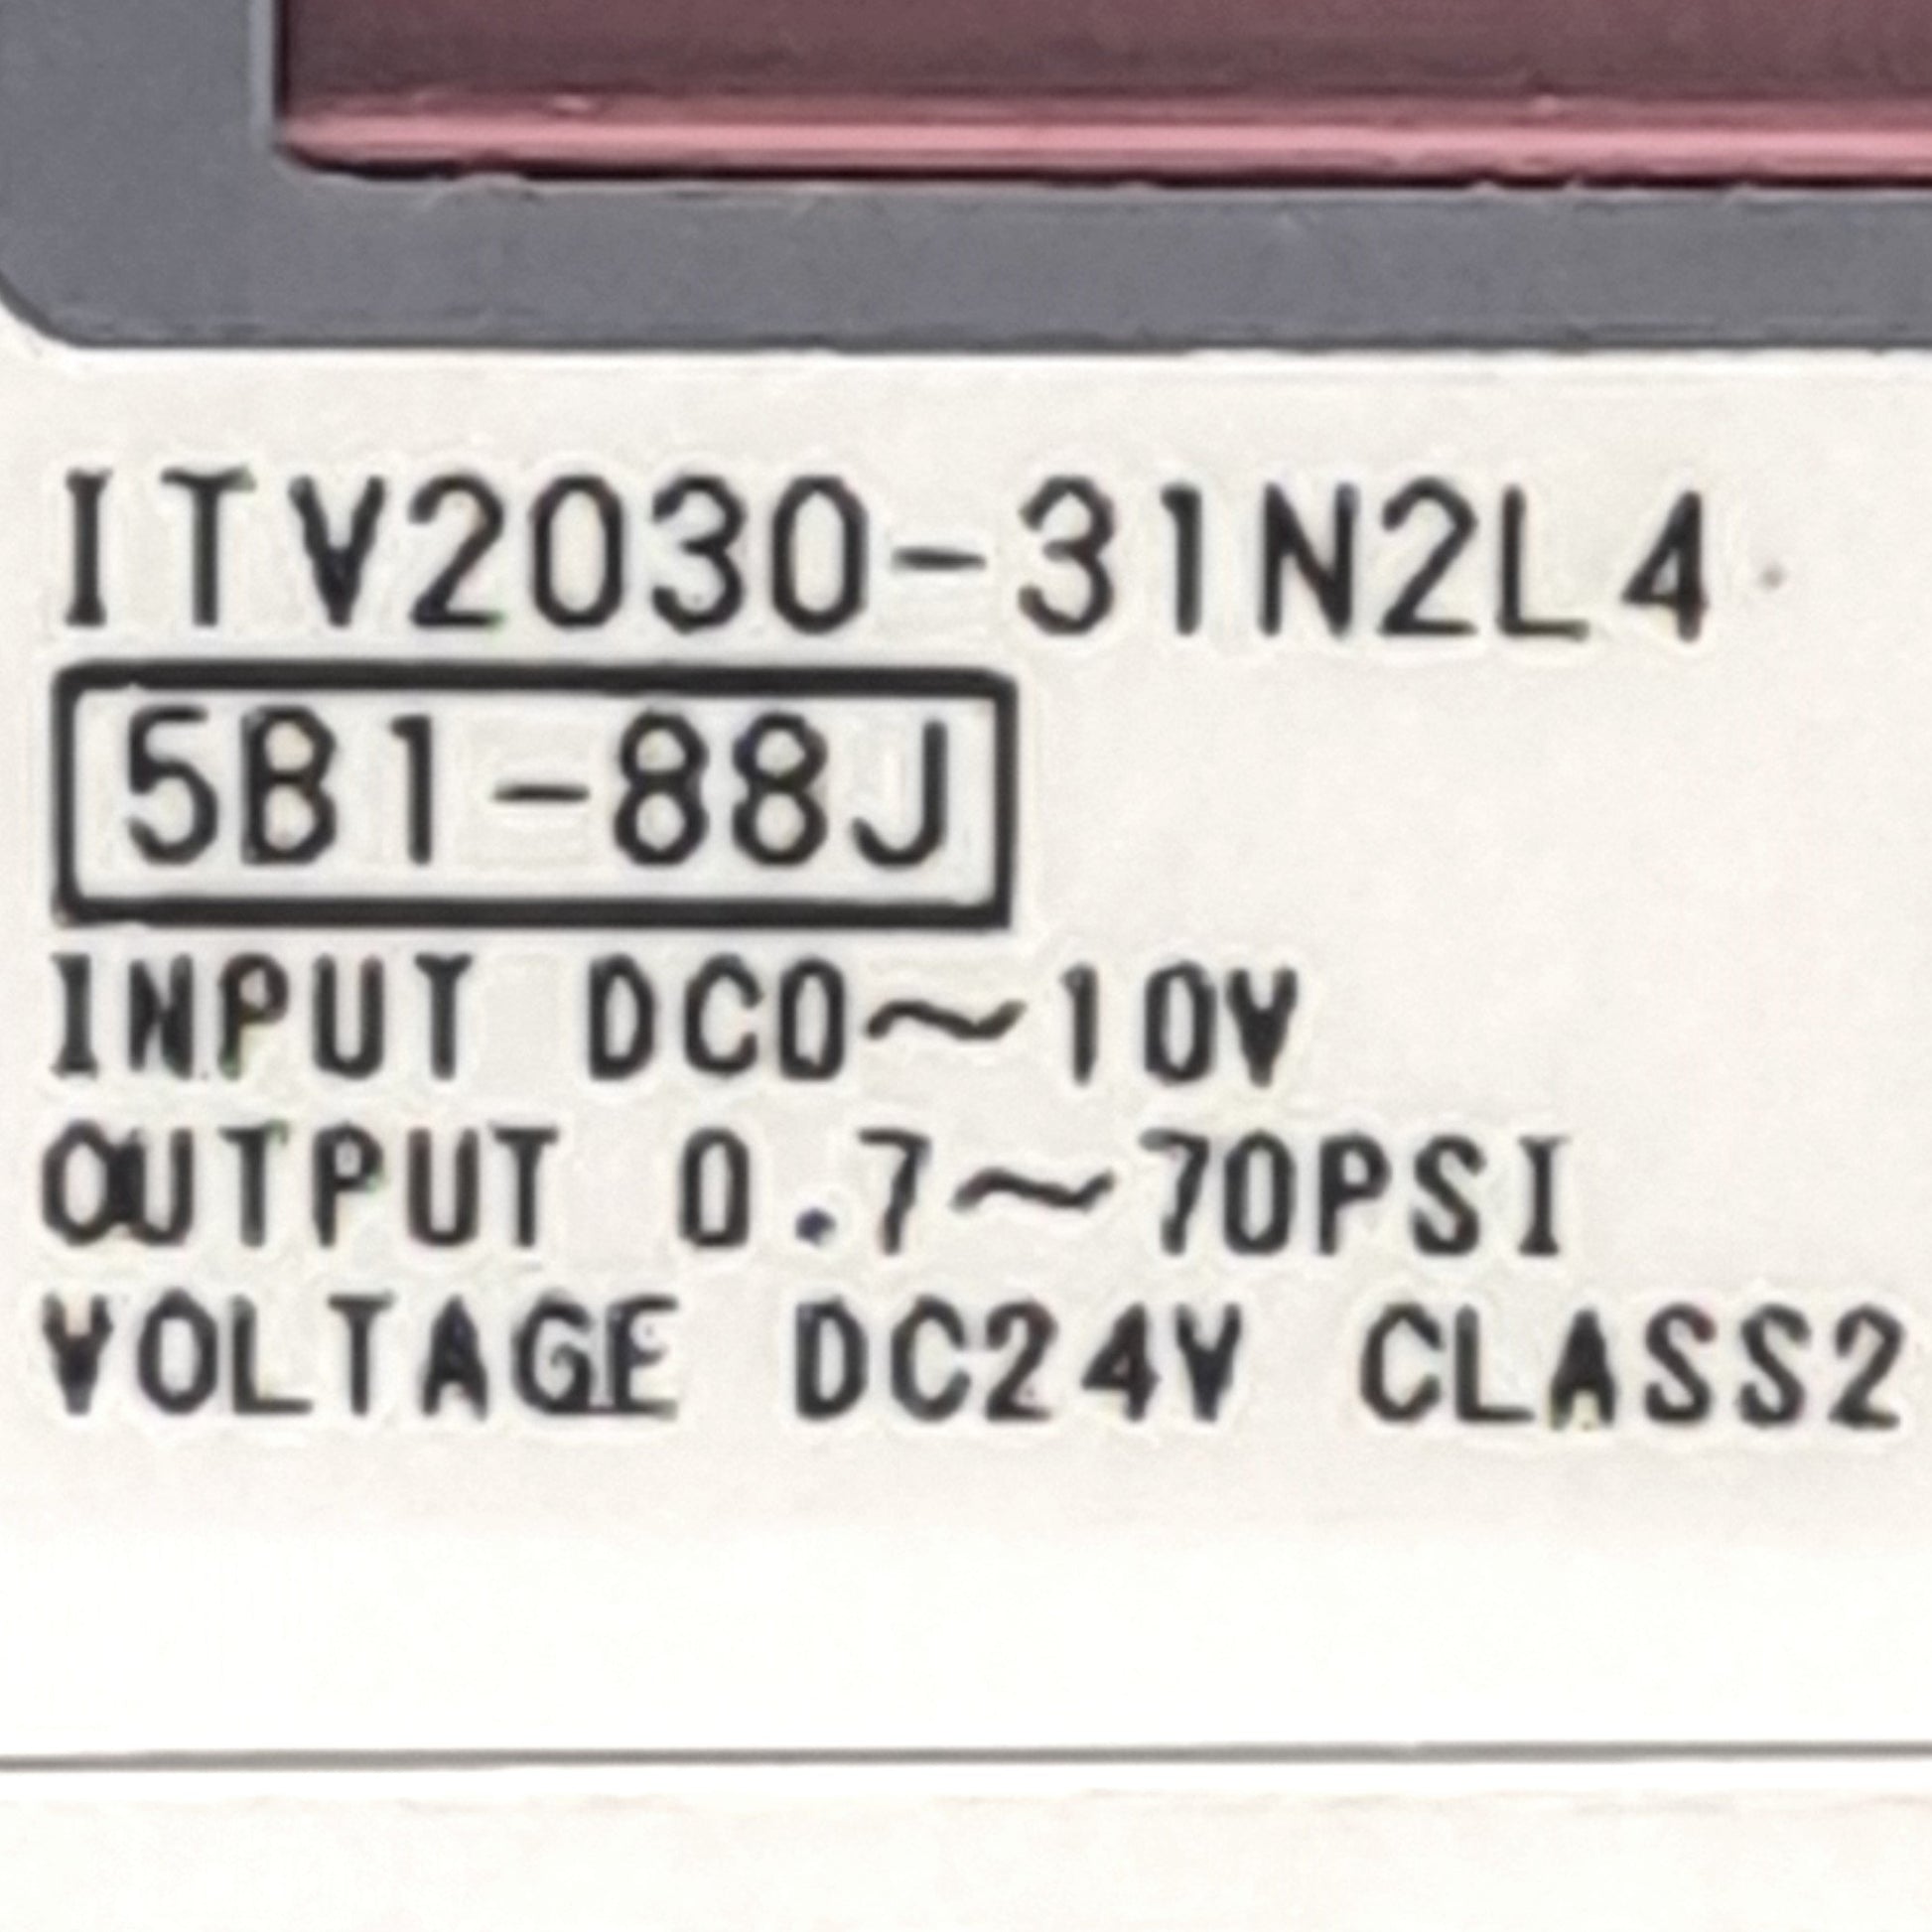 ITV2030-31N2L4
5B1-88J
INPUT DC0～10V
OUTPUT 0.7～70PSI
VOLTAGE DC24V CLASS2